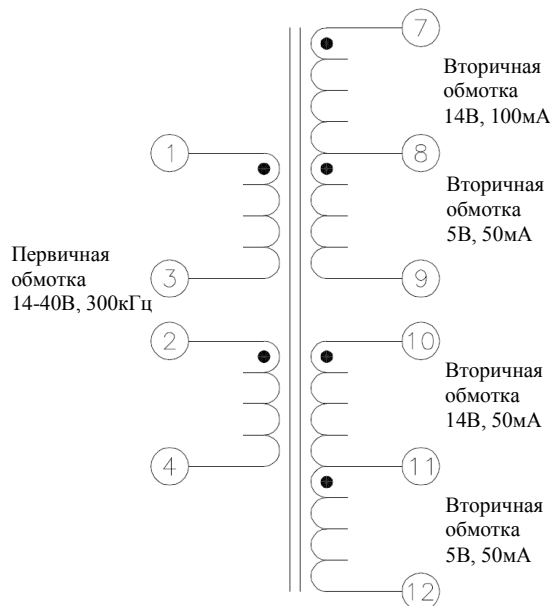 7
Вторичная
обмотка
14В, 100мА
1
8
Вторичная
обмотка
5В, 50мА
Первичная
обмотка
14-40В, 300кГц
3
9
2
10
Вторичная
обмотка
14В, 50мА
4
11
Вторичная
обмотка
5В, 50мА
12